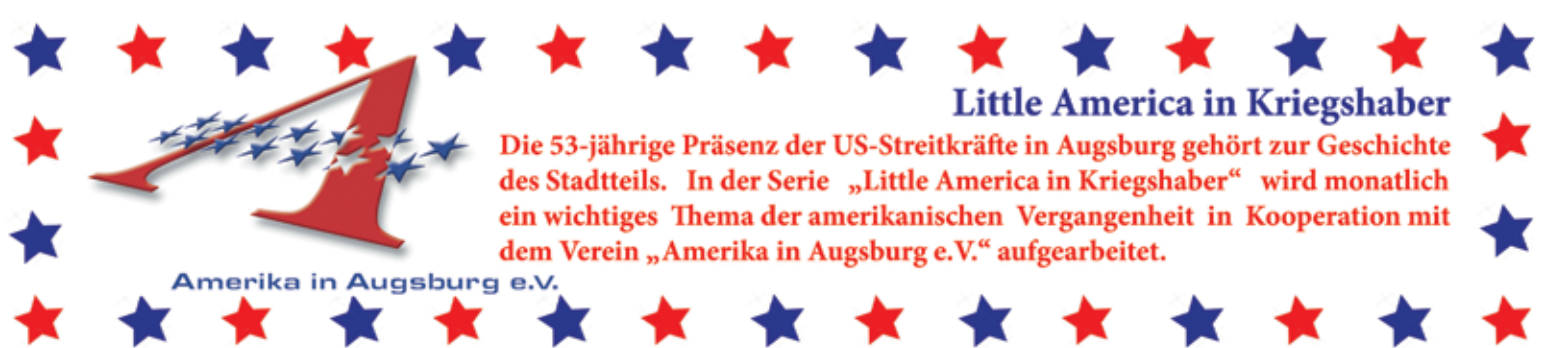 Little America in Kriegshaber
Die 53-jährige Präsenz der US-Streitkräfte in Augsburg gehört zur Geschichte
des Stadtteils. In der Serie „Little America in Kriegshaber“ wird monatlich
ein wichtiges Thema der amerikanischen Vergangenheit in Kooperation mit
dem Verein „Amerika in Augsburg e.V.“ aufgearbeitet.
Amerika in Augsburg e.V.